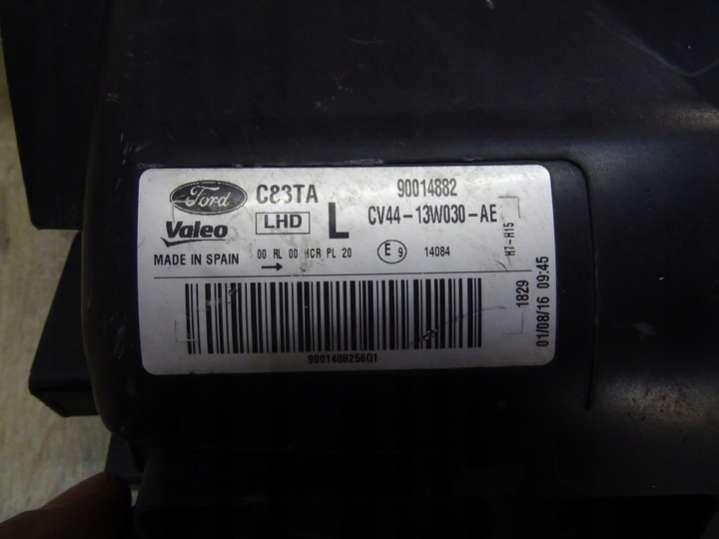 Ford C83TA 90014882
Valeo LHD L CV44-13W030-AE
MADE IN SPAIN 00 RL 00 HCR PL 20 E 9 14084
H7-H15
1829
01/08/16 09:45